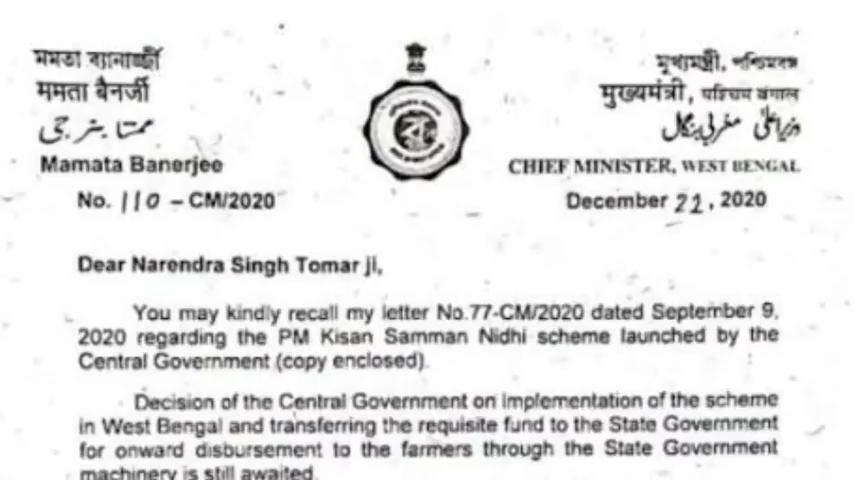 মমতা ব্যানার্জী
ममता बैनर्जी
ممتا بنرجی
Mamata Banerjee
No. 110 – CM/2020
মুখ্যমন্ত্রী, পশ্চিমবঙ্গ
मुख्यमंत्री, पश्चिम बंगाल
وزیر اعلیٰ مغربی بنگال
CHIEF MINISTER, WEST BENGAL
December 22, 2020
Dear Narendra Singh Tomar ji,
You may kindly recall my letter No.77-CM/2020 dated September 9,
2020 regarding the PM Kisan Samman Nidhi scheme launched by the
Central Government (copy enclosed).
Decision of the Central Government on implementation of the scheme
in West Bengal and transferring the requisite fund to the State Government
for onward disbursement to the farmers through the State Government
machinery is still awaited.